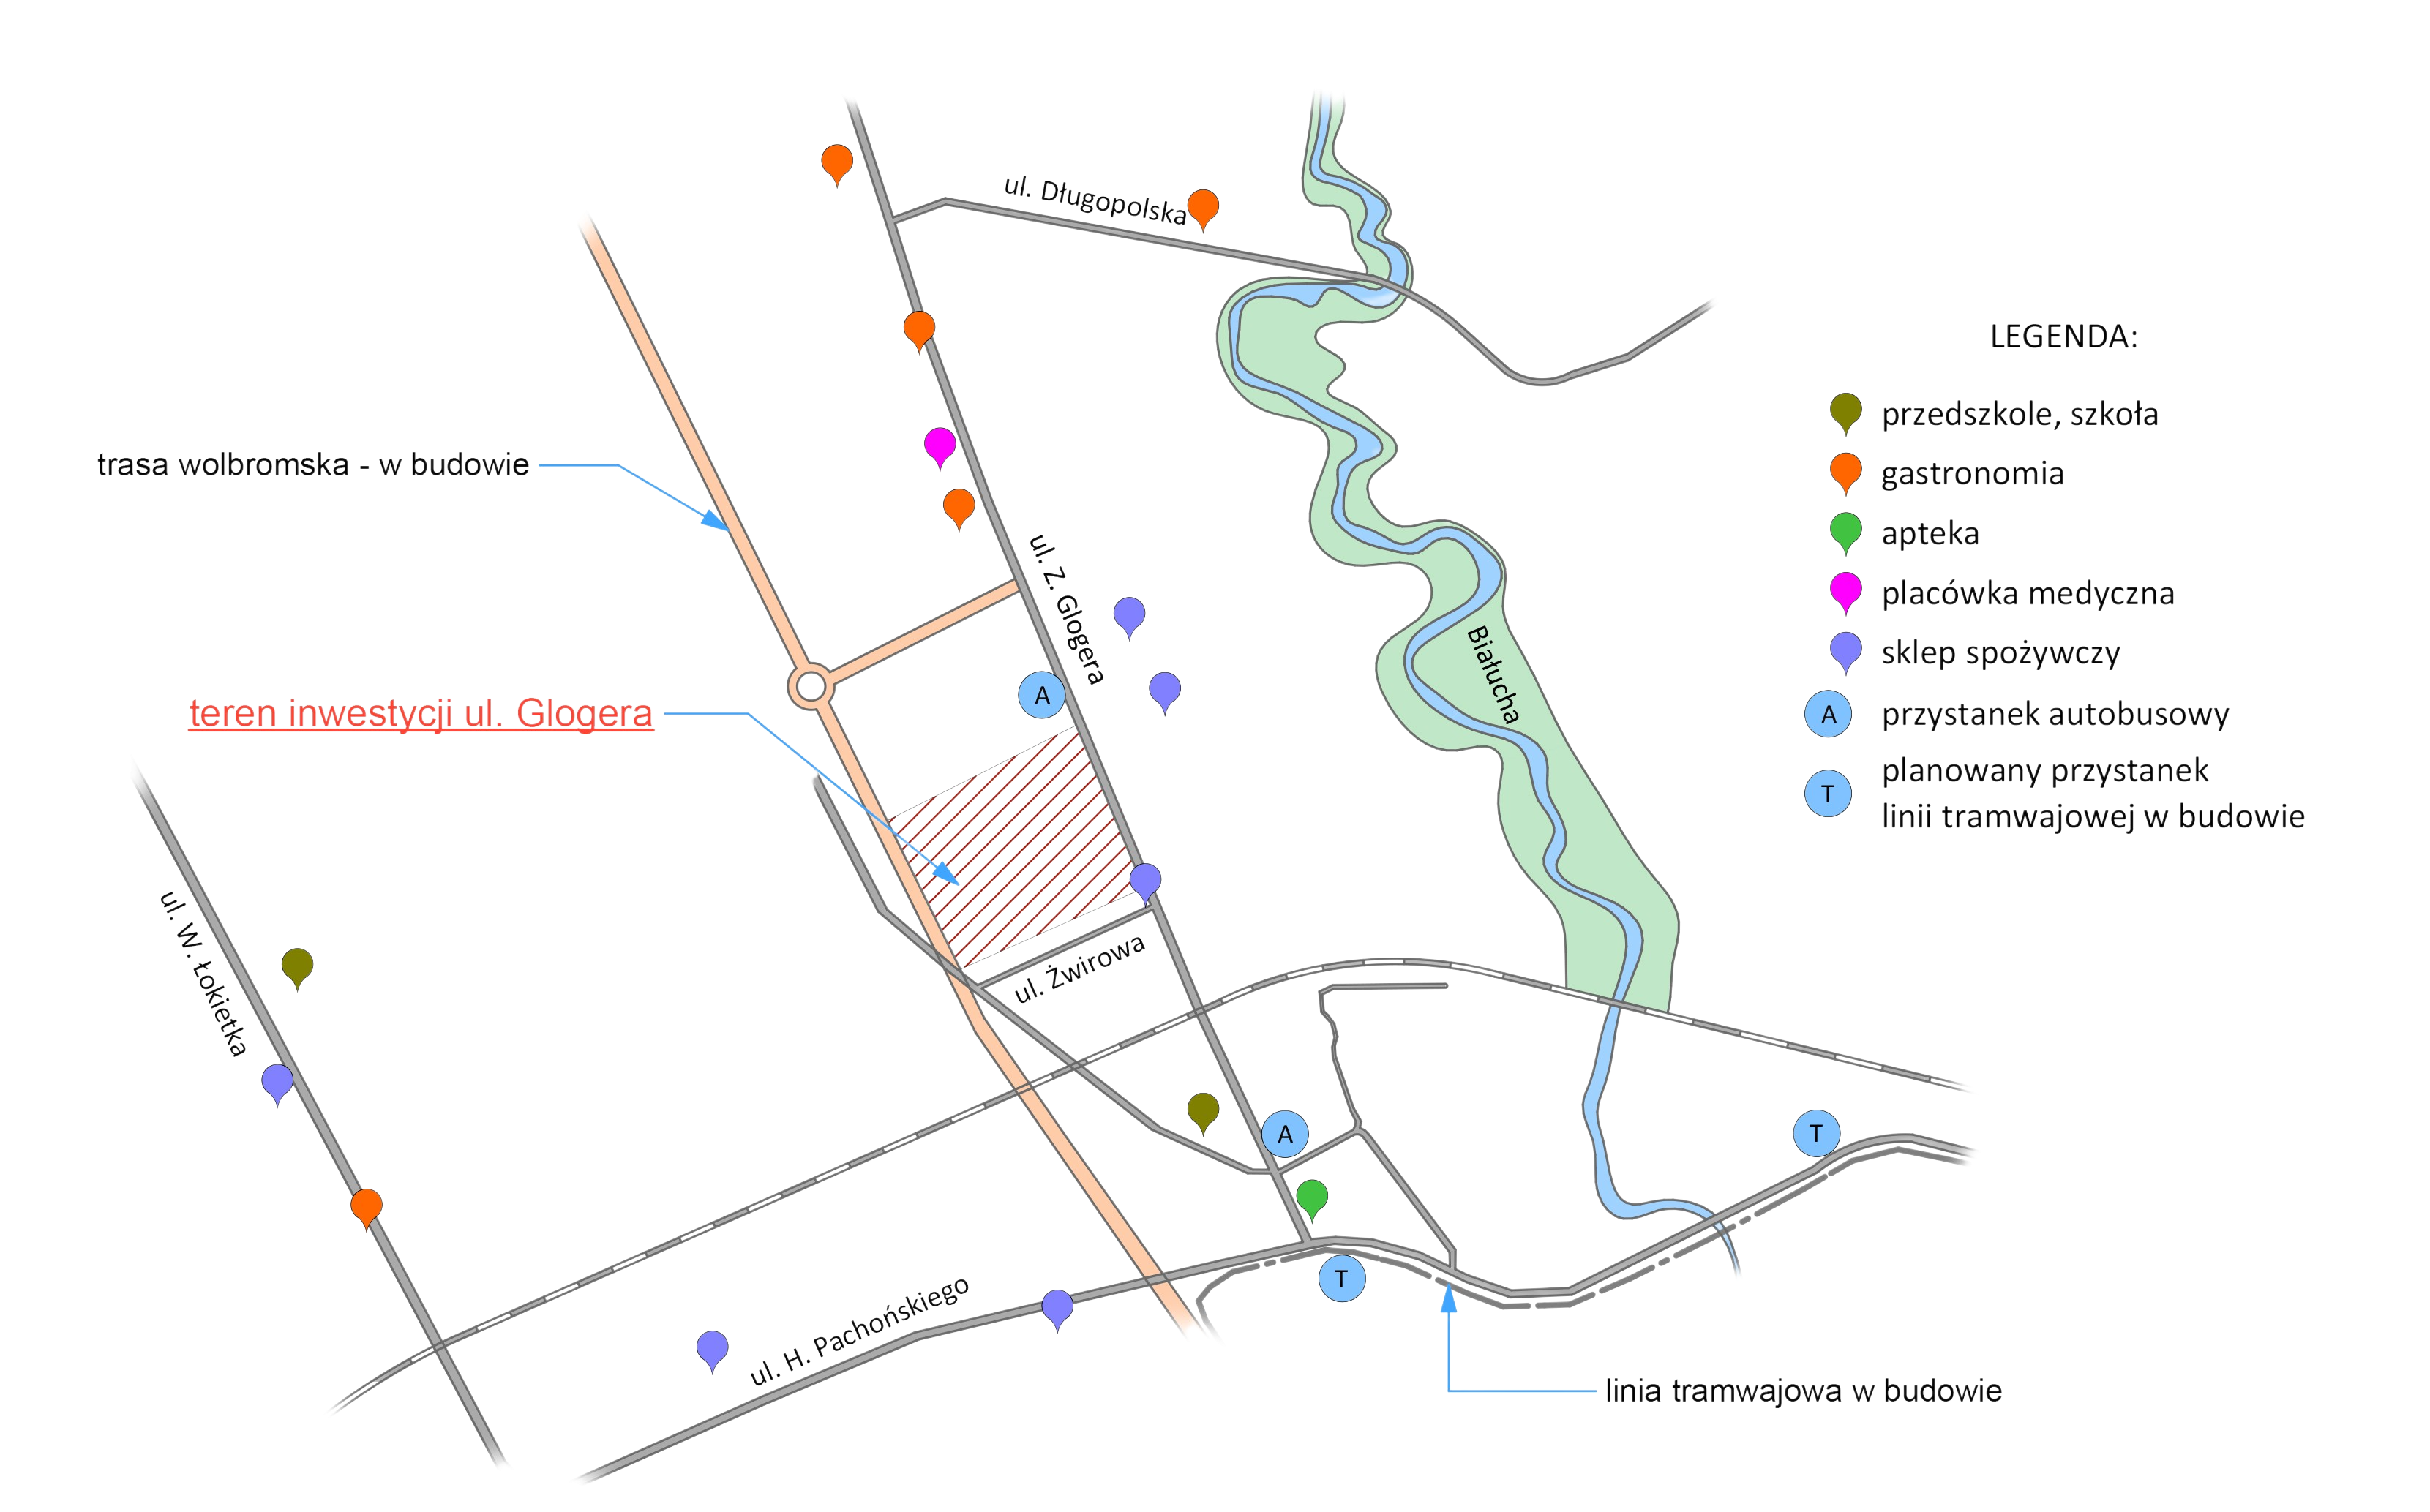 ul. Długopolska
LEGENDA:
przedszkole, szkoła
trasa wolbromska - w budowie
gastronomia
apteka
ul. Z. Glogera
placówka medyczna
Białucha
sklep spożywczy
A
teren inwestycji ul. Glogera
A
przystanek autobusowy
T
planowany przystanek
linii tramwajowej w budowie
ul. W. Łokietka
ul. Żwirowa
A
T
T
ul. H. Pachońskiego
linia tramwajowa w budowie